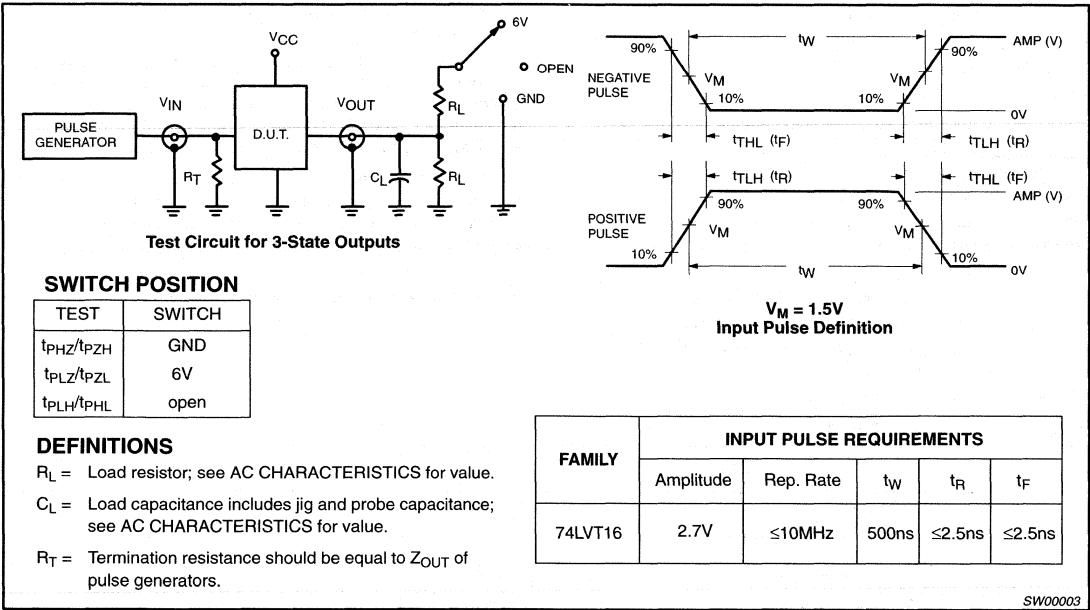 6V
VCC
OPEN
VIN
VOUT
RL
GND
PULSE GENERATOR
D.U.T.
RT
CL
RL
Test Circuit for 3-State Outputs
tW
AMP (V)
90%
90%
NEGATIVE PULSE
VM
VM
10%
10%
0V
tTHL (tF)
tTLH (tR)
tTLH (tR)
tTHL (tF)
AMP (V)
90%
90%
POSITIVE PULSE
VM
VM
10%
10%
tW
0V
VM = 1.5V
Input Pulse Definition
SWITCH POSITION
TEST SWITCH
tPHZ/tPZH GND
tPLZ/tPZL 6V
tPLH/tPHL open
DEFINITIONS
RL = Load resistor; see AC CHARACTERISTICS for value.
CL = Load capacitance includes jig and probe capacitance;
see AC CHARACTERISTICS for value.
RT = Termination resistance should be equal to ZOUT of
pulse generators.
FAMILY INPUT PULSE REQUIREMENTS
Amplitude Rep. Rate tW tR tF
74LVT16 2.7V ≤10MHz 500ns ≤2.5ns ≤2.5ns
SW00003